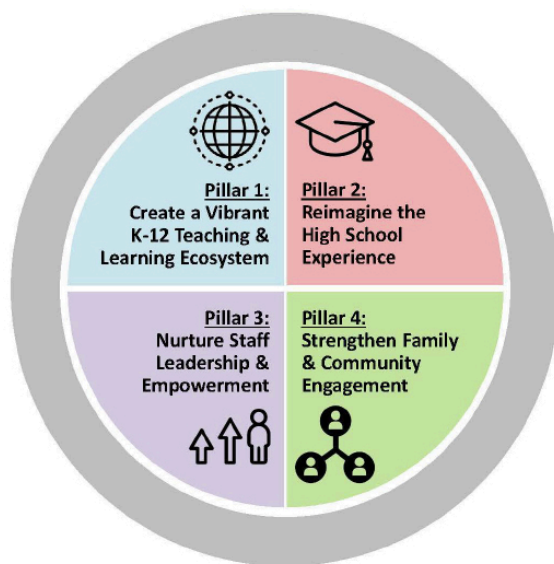 Pillar 1:
Create a Vibrant
K-12 Teaching &
Learning Ecosystem
Pillar 2:
Reimagine the
High School
Experience
Pillar 3:
Nurture Staff
Leadership &
Empowerment
Pillar 4:
Strengthen Family
& Community
Engagement